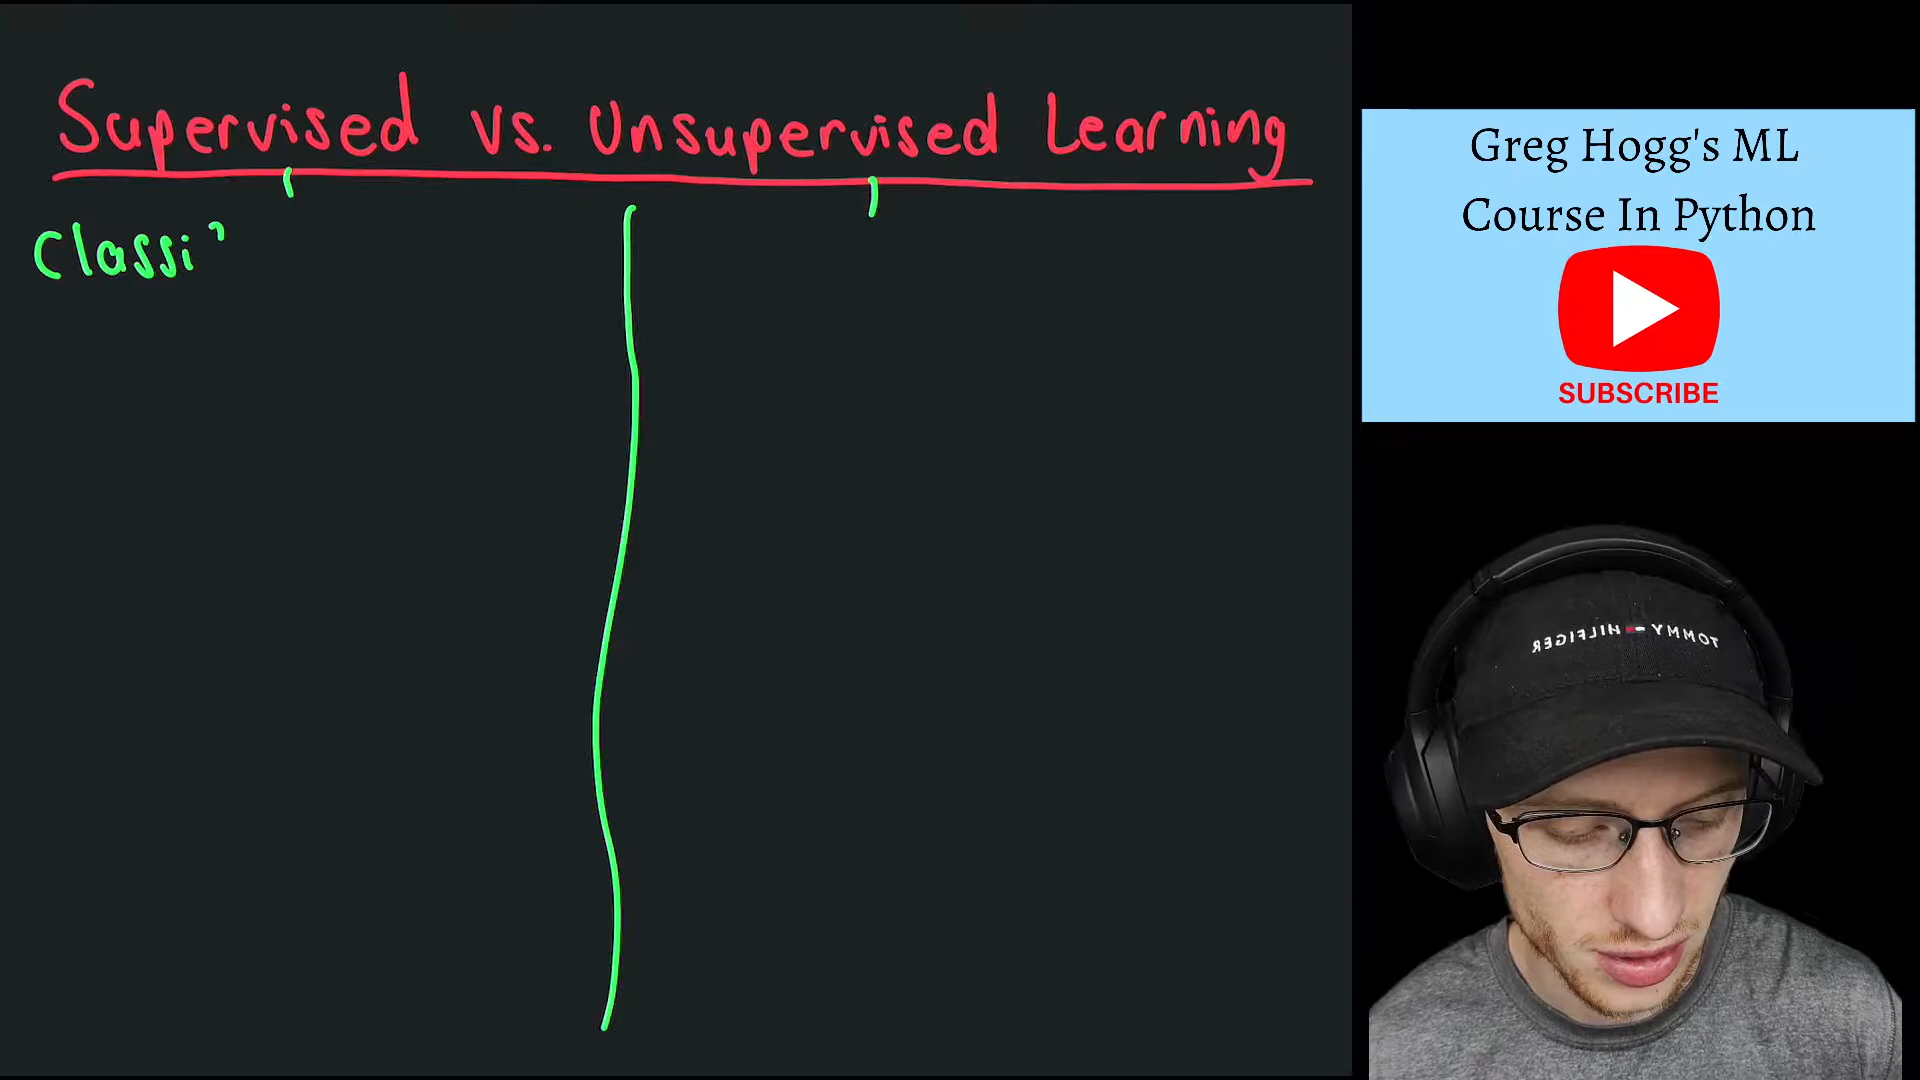 Supervised vs. Unsupervised Learning
Classi
Greg Hogg's ML
Course In Python
SUBSCRIBE
TOMMY HILFIGER